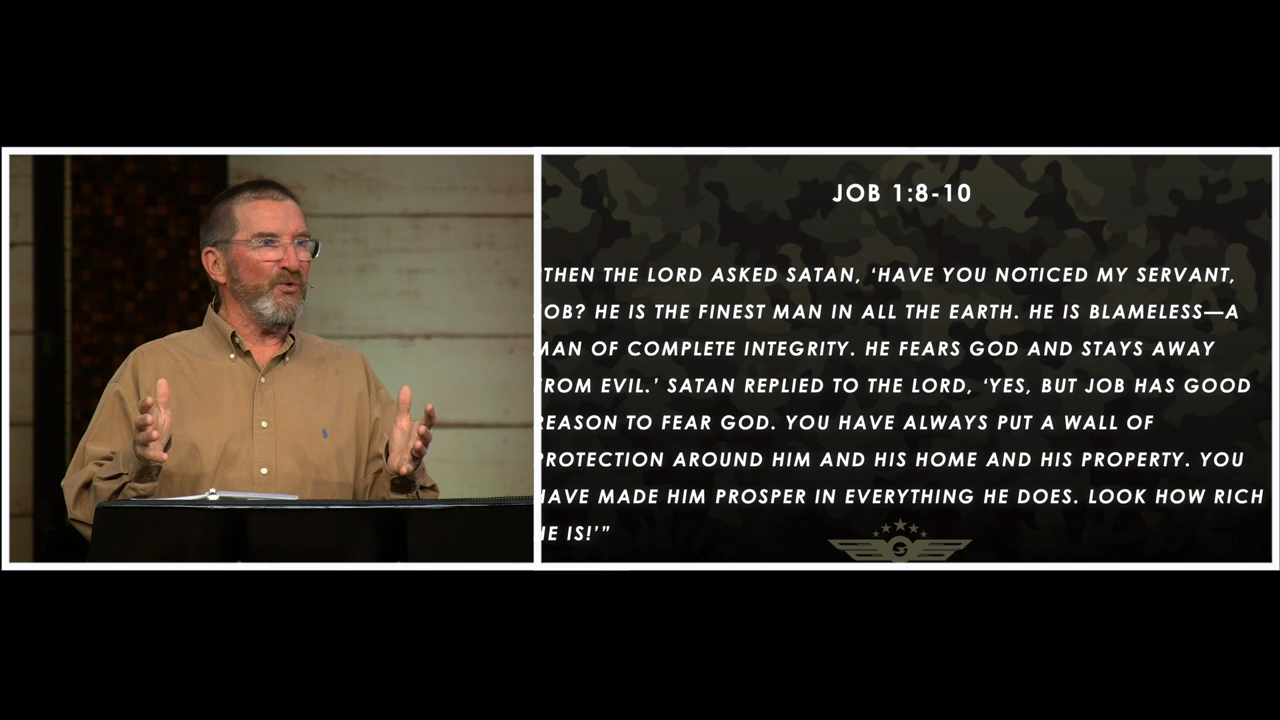 JOB 1:8-10
THEN THE LORD ASKED SATAN, ‘HAVE YOU NOTICED MY SERVANT,
JOB? HE IS THE FINEST MAN IN ALL THE EARTH. HE IS BLAMELESS—A
MAN OF COMPLETE INTEGRITY. HE FEARS GOD AND STAYS AWAY
FROM EVIL.’ SATAN REPLIED TO THE LORD, ‘YES, BUT JOB HAS GOOD
REASON TO FEAR GOD. YOU HAVE ALWAYS PUT A WALL OF
PROTECTION AROUND HIM AND HIS HOME AND HIS PROPERTY. YOU
HAVE MADE HIM PROSPER IN EVERYTHING HE DOES. LOOK HOW RICH
HE IS!’”